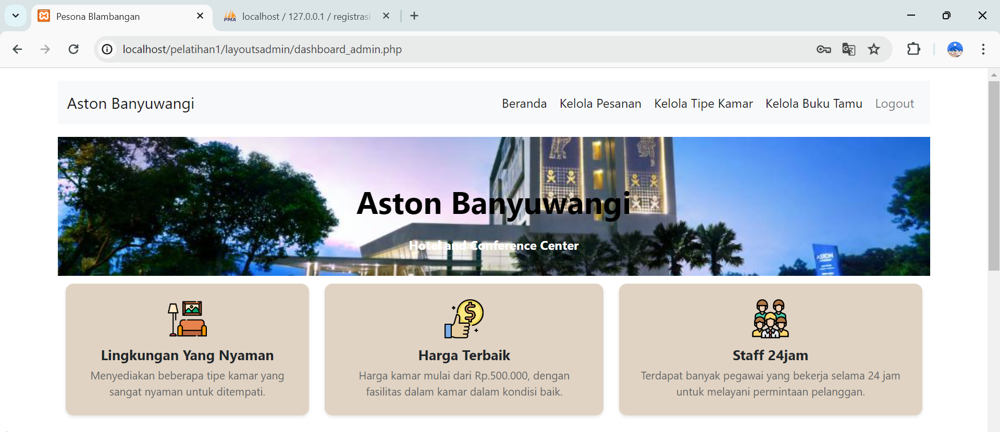 Pesona Blambangan
PMA
localhost / 127.0.0.1 / registrasi
localhost/pelatihan1/layoutsadmin/dashboard_admin.php
Aston Banyuwangi
Beranda
Kelola Pesanan
Kelola Tipe Kamar
Kelola Buku Tamu
Logout
Aston Banyuwangi
Hotel and Conference Center
ASTON
Lingkungan Yang Nyaman
Menyediakan beberapa tipe kamar yang
sangat nyaman untuk ditempati.
Harga Terbaik
Harga kamar mulai dari Rp.500.000, dengan
fasilitas dalam kamar dalam kondisi baik.
Staff 24jam
Terdapat banyak pegawai yang bekerja selama 24 jam
untuk melayani permintaan pelanggan.